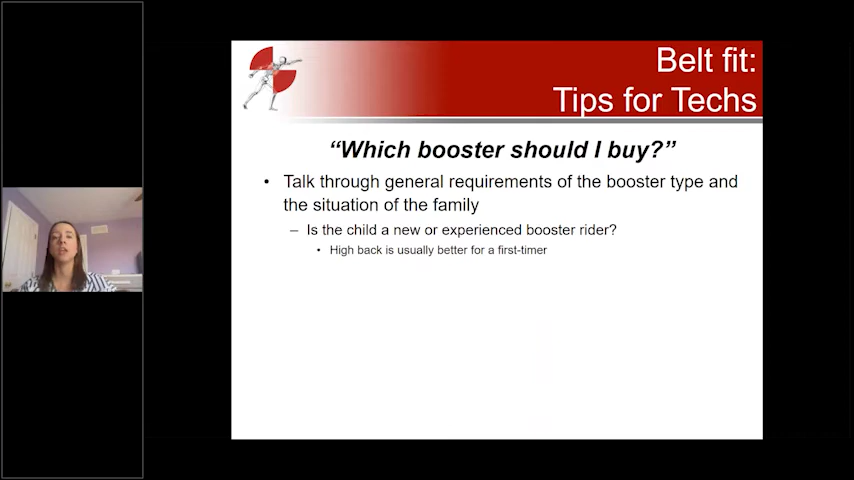 Belt fit:
Tips for Techs
“Which booster should I buy?”
• Talk through general requirements of the booster type and
the situation of the family
– Is the child a new or experienced booster rider?
• High back is usually better for a first-timer